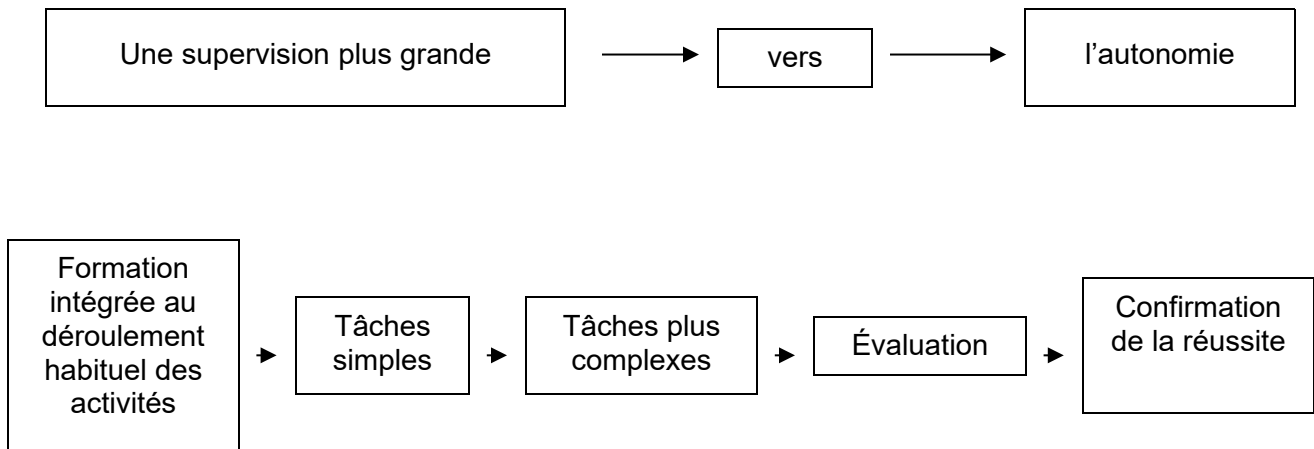 Une supervision plus grande
vers
l’autonomie
Formation
intégrée au
déroulement
habituel des
activités
Tâches
simples
Tâches plus
complexes
Évaluation
Confirmation
de la réussite